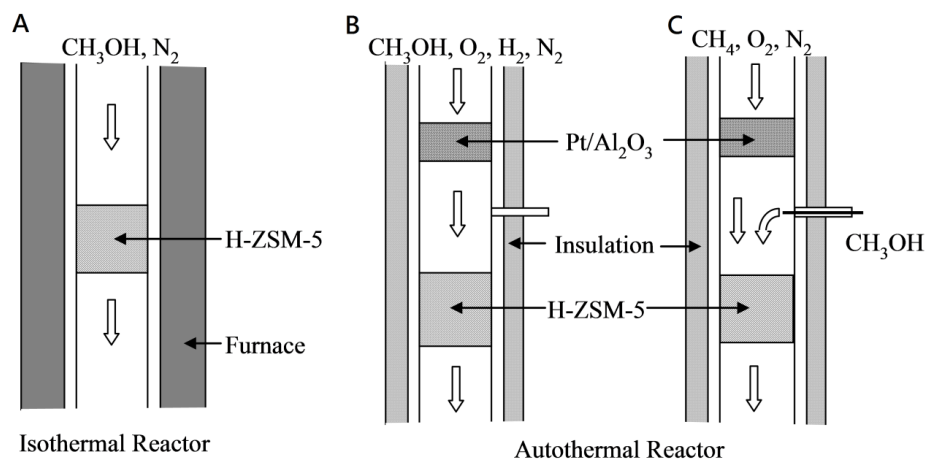 A
CH₃OH, N₂
H-ZSM-5
Furnace
Isothermal Reactor
B
CH₃OH, O₂, H₂, N₂
C
CH₄, O₂, N₂
Pt/Al₂O₃
Insulation
CH₃OH
H-ZSM-5
Autothermal Reactor